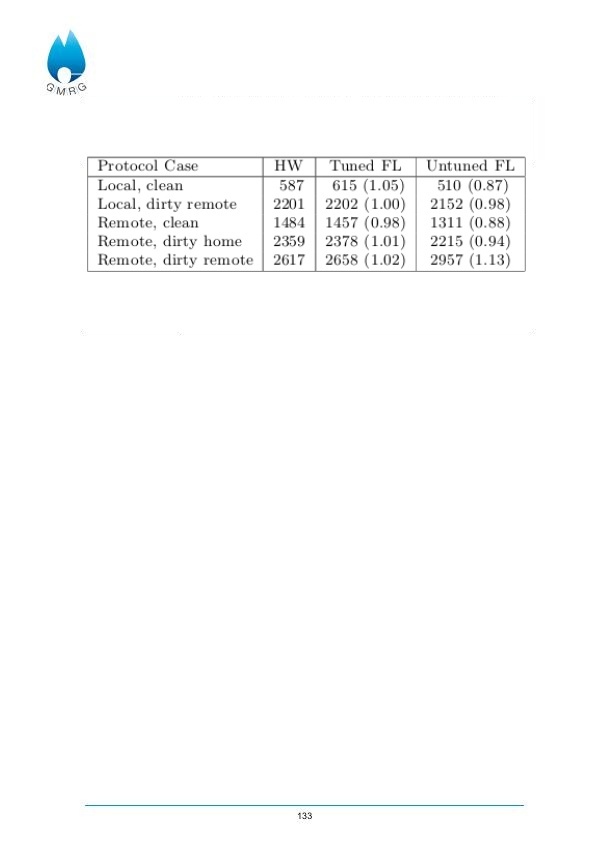 GMRG
Protocol Case HW Tuned FL Untuned FL
Local, clean 587 615 (1.05) 510 (0.87)
Local, dirty remote 2201 2202 (1.00) 2152 (0.98)
Remote, clean 1484 1457 (0.98) 1311 (0.88)
Remote, dirty home 2359 2378 (1.01) 2215 (0.94)
Remote, dirty remote 2617 2658 (1.02) 2957 (1.13)
133